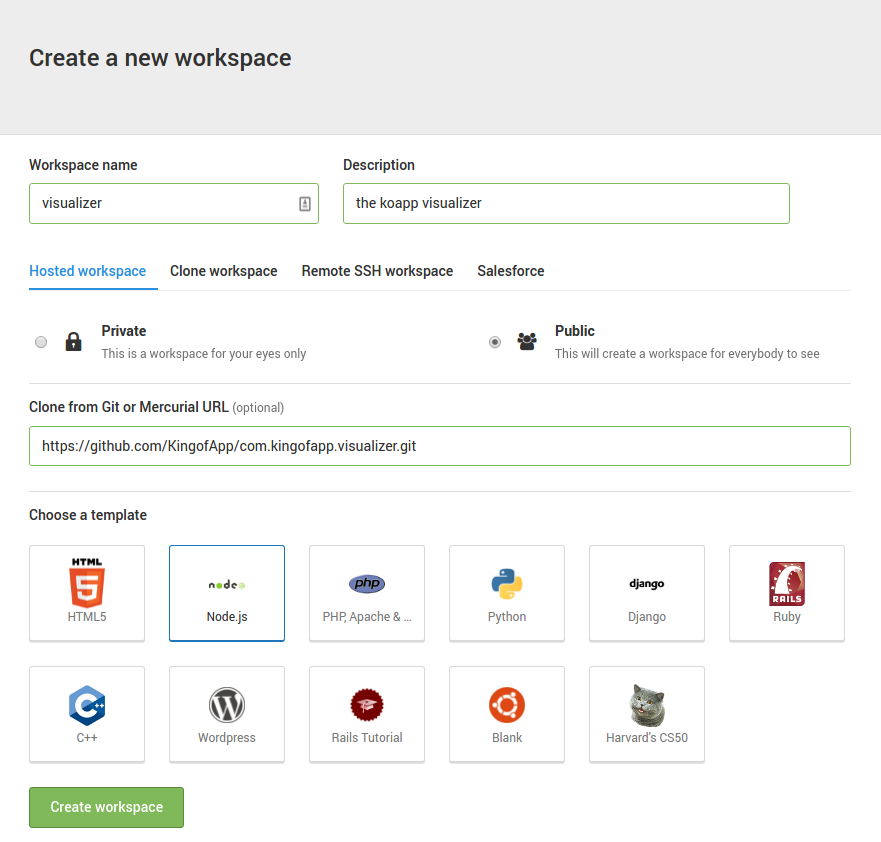 Create a new workspace
Workspace name
Description
visualizer
the koapp visualizer
Hosted workspace
Clone workspace
Remote SSH workspace
Salesforce
Private
This is a workspace for your eyes only
Public
This will create a workspace for everybody to see
Clone from Git or Mercurial URL (optional)
https://github.com/KingofApp/com.kingofapp.visualizer.git
Choose a template
HTML
5
HTML5
node
Node.js
php
PHP, Apache & ...
Python
django
Django
RAILS
Ruby
C++
C++
W
Wordpress
Rails Tutorial
Blank
Harvard's CS50
Create workspace